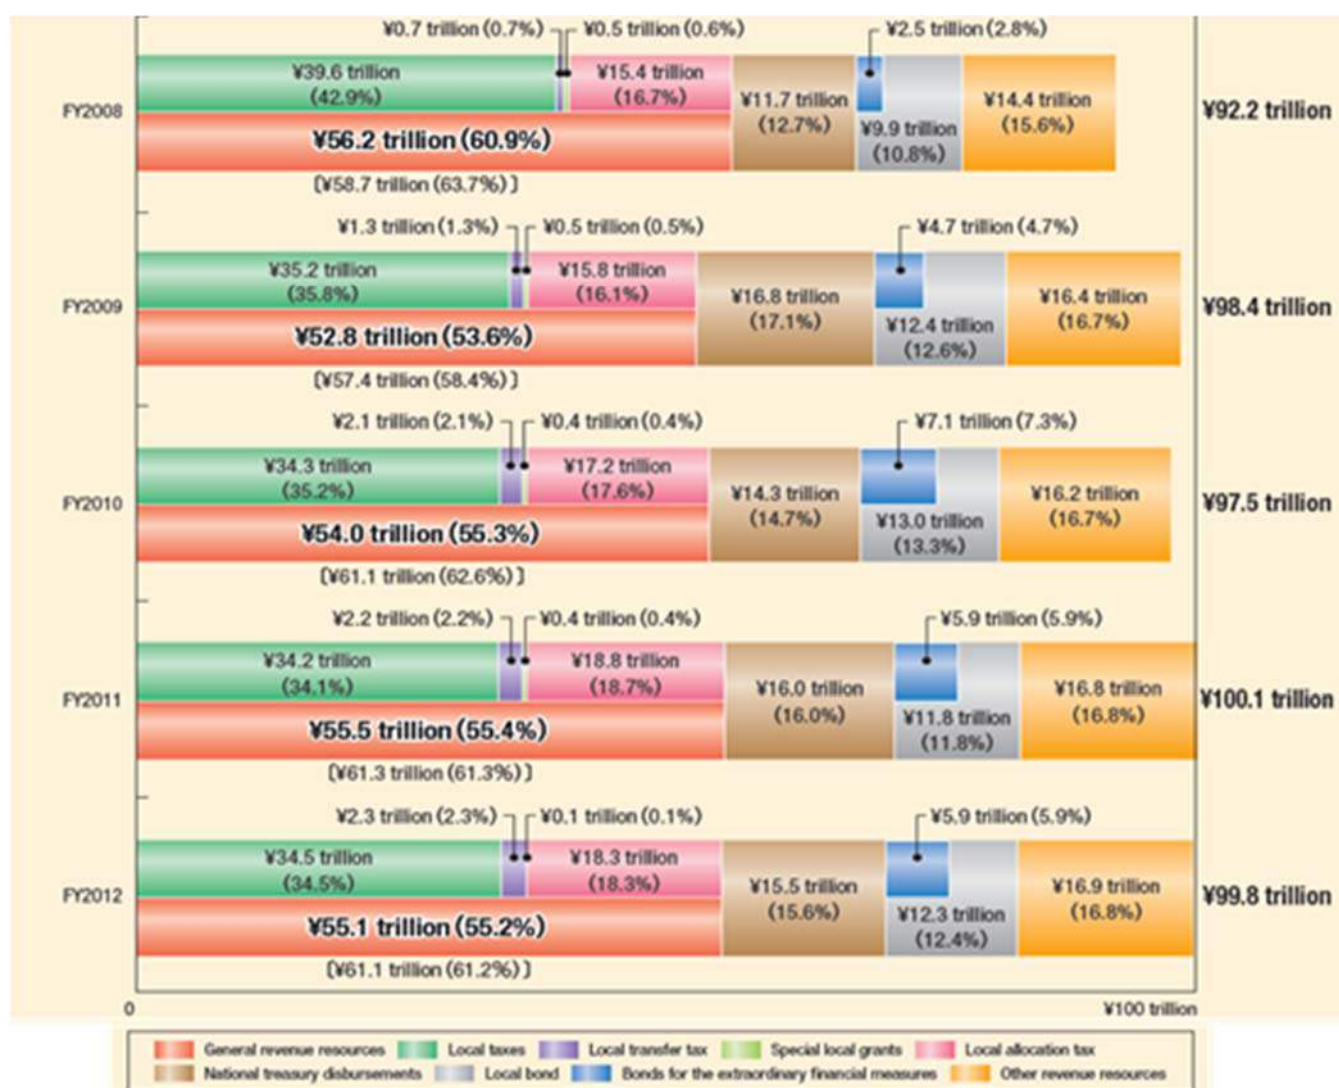 ¥0.7 trillion (0.7%) ¥0.5 trillion (0.6%) ¥2.5 trillion (2.8%)
¥39.6 trillion
(42.9%)
¥15.4 trillion
(16.7%)
¥11.7 trillion
(12.7%)
¥9.9 trillion
(10.8%)
¥14.4 trillion
(15.6%)
FY2008
¥92.2 trillion
¥56.2 trillion (60.9%)
[¥58.7 trillion (63.7%)]
¥1.3 trillion (1.3%) ¥0.5 trillion (0.5%) ¥4.7 trillion (4.7%)
¥35.2 trillion
(35.8%)
¥15.8 trillion
(16.1%)
¥16.8 trillion
(17.1%)
¥12.4 trillion
(12.6%)
¥16.4 trillion
(16.7%)
FY2009
¥98.4 trillion
¥52.8 trillion (53.6%)
[¥57.4 trillion (58.4%)]
¥2.1 trillion (2.1%) ¥0.4 trillion (0.4%) ¥7.1 trillion (7.3%)
¥34.3 trillion
(35.2%)
¥17.2 trillion
(17.6%)
¥14.3 trillion
(14.7%)
¥13.0 trillion
(13.3%)
¥16.2 trillion
(16.7%)
FY2010
¥97.5 trillion
¥54.0 trillion (55.3%)
[¥61.1 trillion (62.6%)]
¥2.2 trillion (2.2%) ¥0.4 trillion (0.4%) ¥5.9 trillion (5.9%)
¥34.2 trillion
(34.1%)
¥18.8 trillion
(18.7%)
¥16.0 trillion
(16.0%)
¥11.8 trillion
(11.8%)
¥16.8 trillion
(16.8%)
FY2011
¥100.1 trillion
¥55.5 trillion (55.4%)
[¥61.3 trillion (61.3%)]
¥2.3 trillion (2.3%) ¥0.1 trillion (0.1%) ¥5.9 trillion (5.9%)
¥34.5 trillion
(34.5%)
¥18.3 trillion
(18.3%)
¥15.5 trillion
(15.6%)
¥12.3 trillion
(12.4%)
¥16.9 trillion
(16.8%)
FY2012
¥99.8 trillion
¥55.1 trillion (55.2%)
[¥61.1 trillion (61.2%)]
0 ¥100 trillion
General revenue resources Local taxes Local transfer tax Special local grants Local allocation tax
National treasury disbursements Local bond Bonds for the extraordinary financial measures Other revenue resources